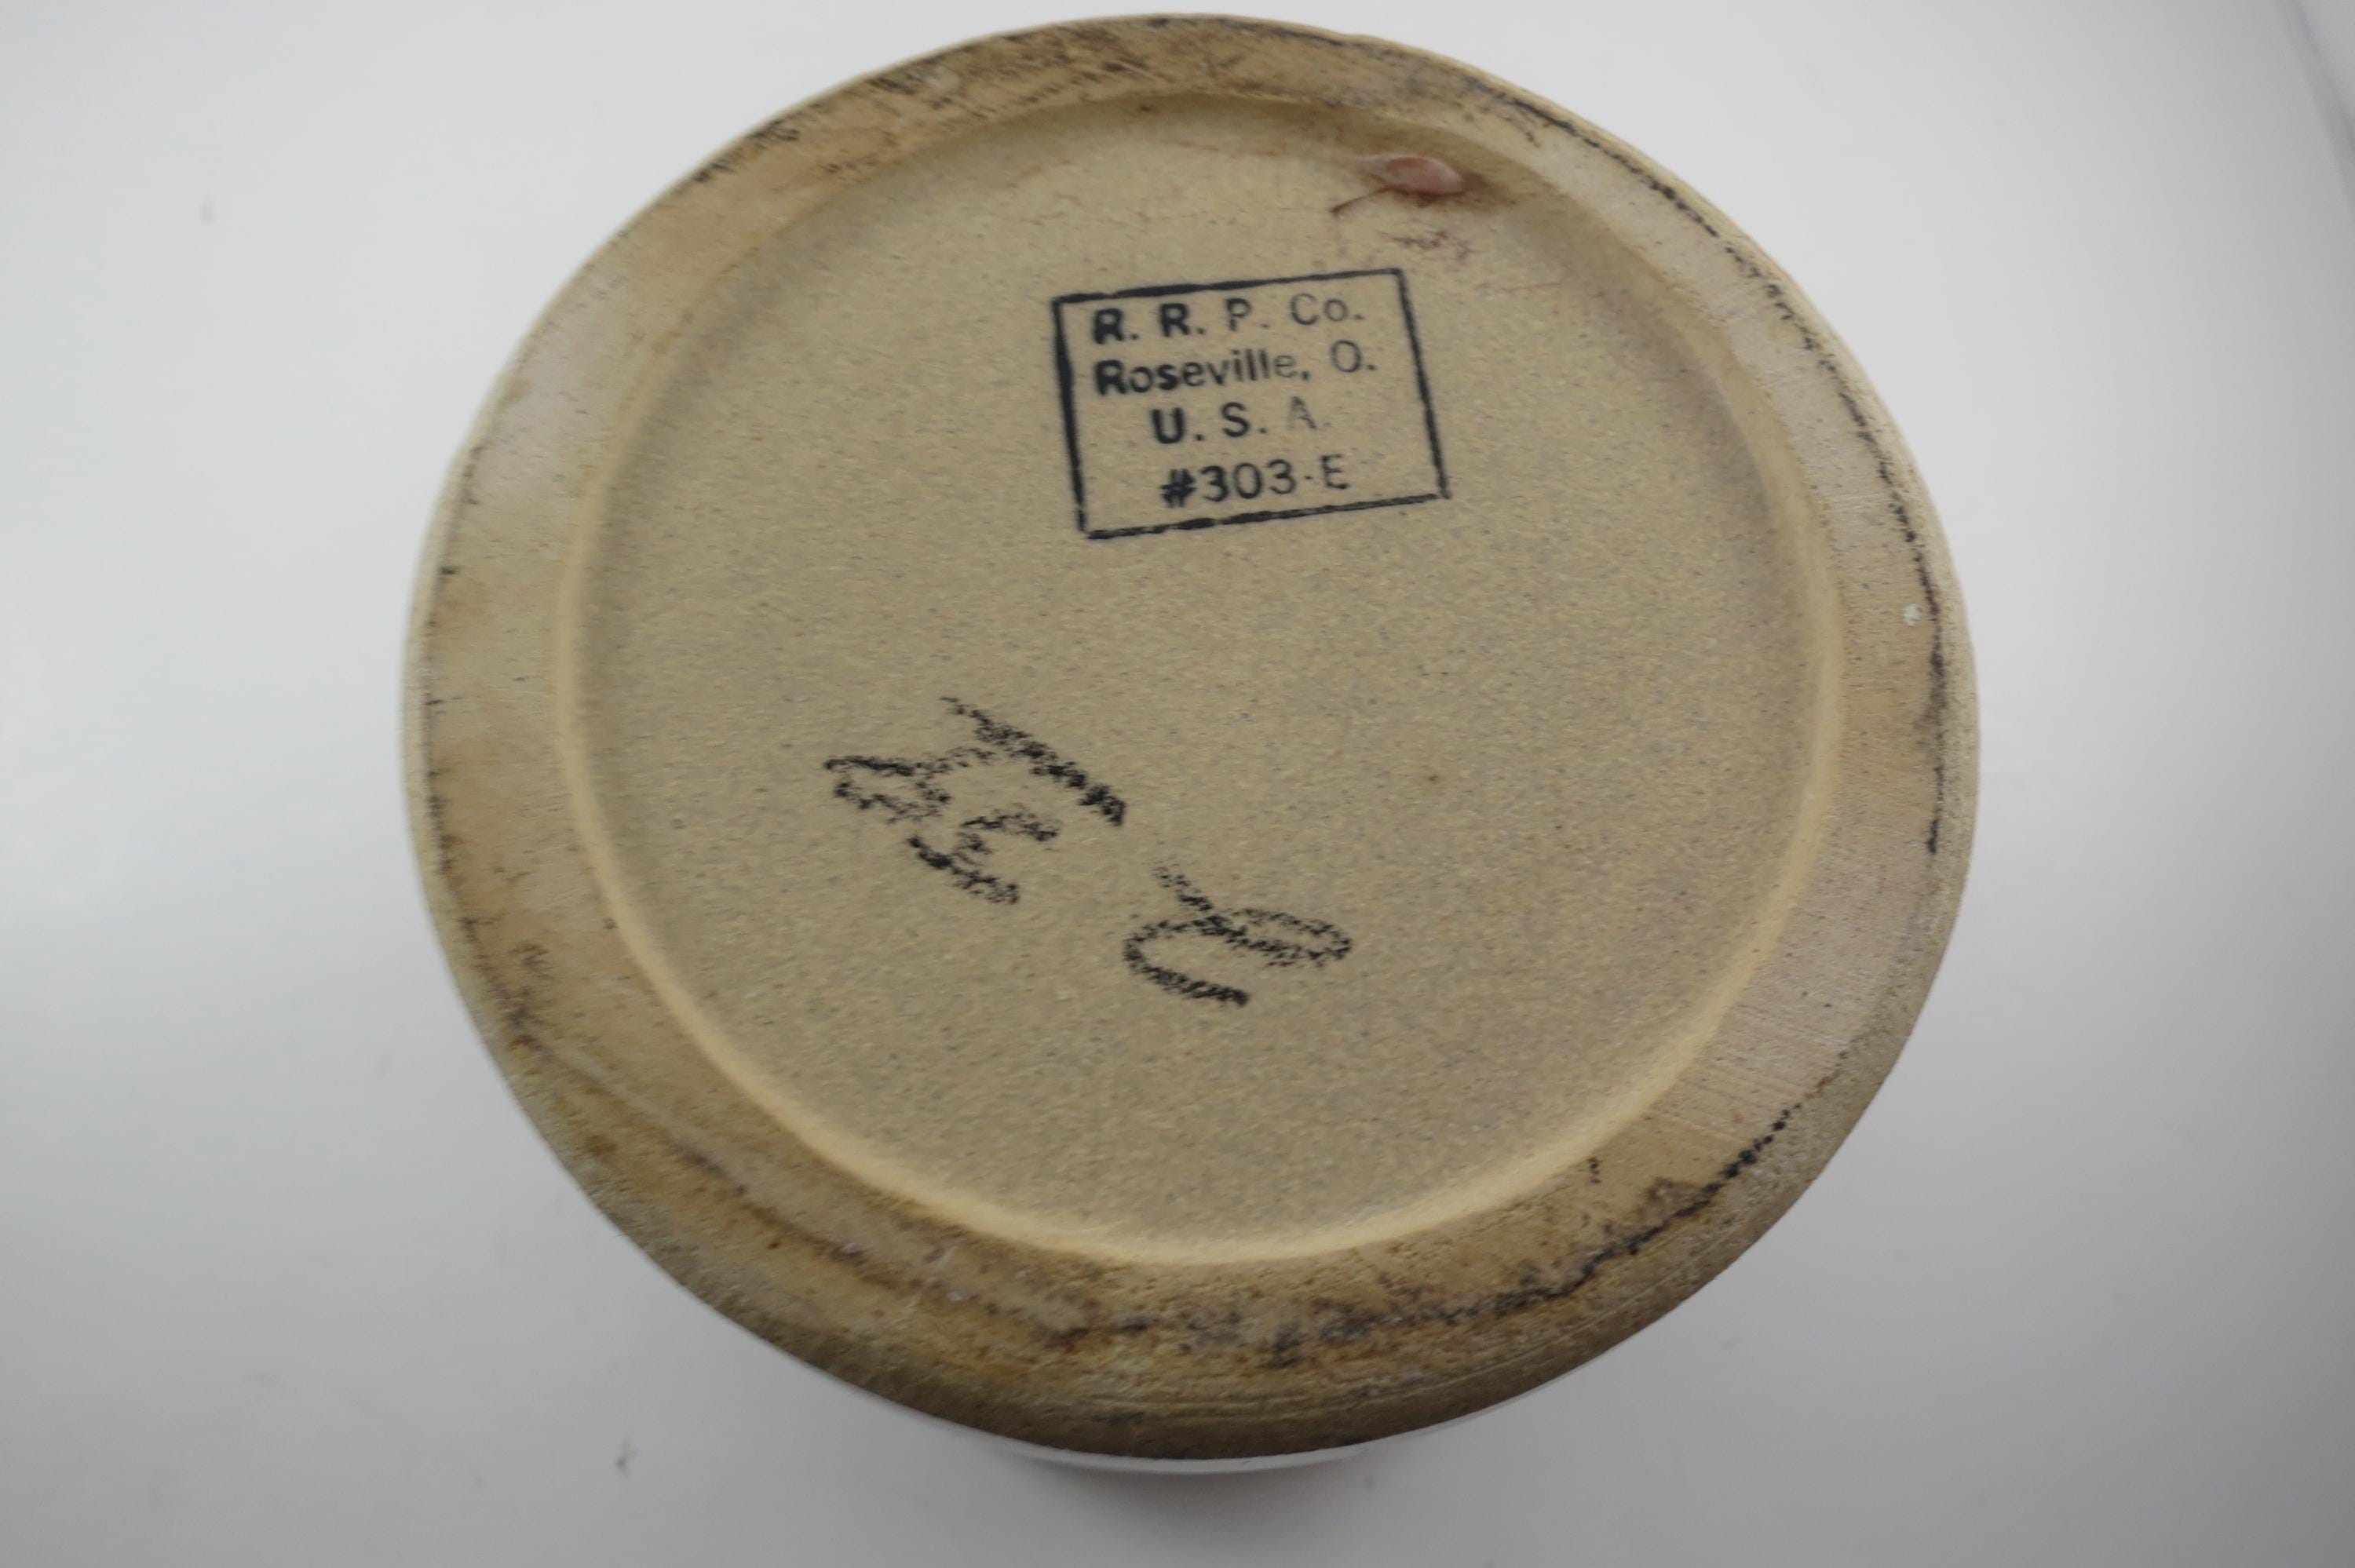 R. R. P. Co.
Roseville, O.
U. S. A.
#303-E